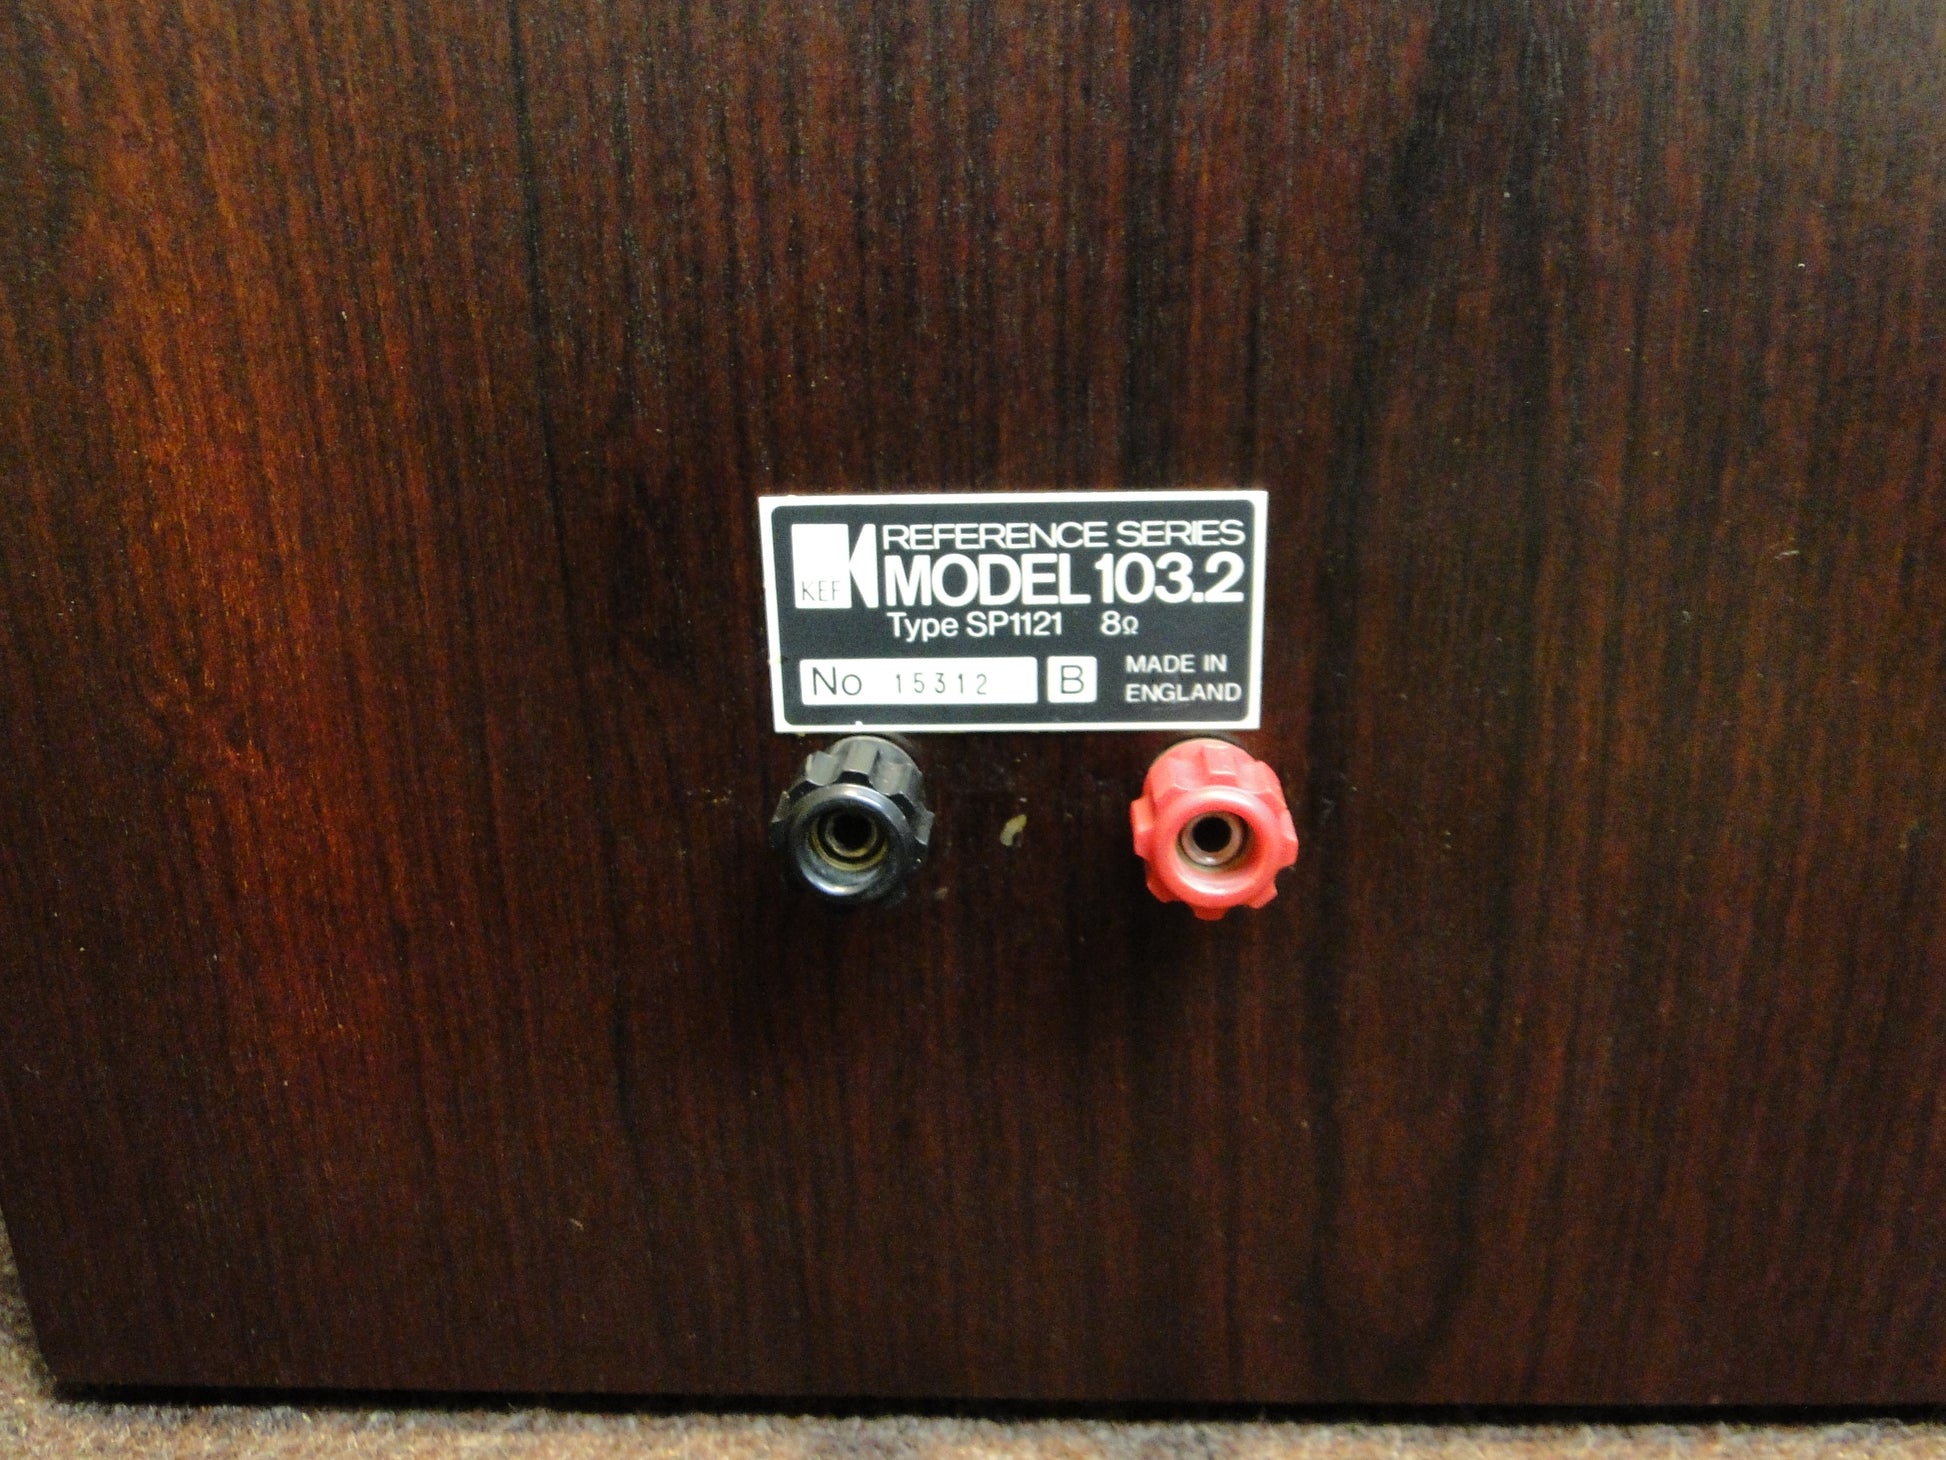 KEF
REFERENCE SERIES
MODEL 103.2
Type SP1121 8Ω
No 15312 B
MADE IN
ENGLAND